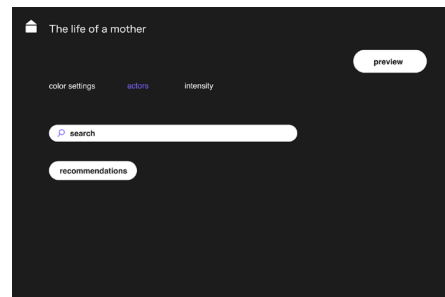 The life of a mother
preview
color settings actors intensity
search
recommendations